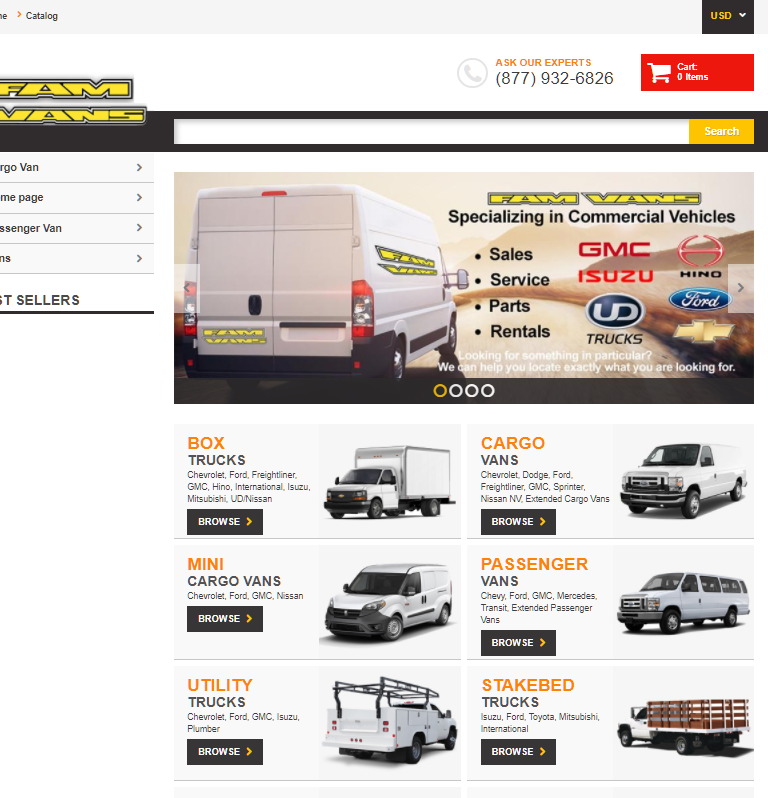 ne > Catalog
USD
ASK OUR EXPERTS
(877) 932-6826
Cart:
0 Items
FAM
VANS
Search
rgo Van
me page
ssenger Van
ns
ST SELLERS
FAM VANS
Specializing in Commercial Vehicles
• Sales
• Service
• Parts
• Rentals
GMC
HINO
ISUZU
UD
TRUCKS
Ford
FAM
VANS
FAM
VANS
Looking for something in particular?
We can help you locate exactly what you are looking for.
BOX
TRUCKS
Chevrolet, Ford, Freightliner,
GMC, Hino, International, Isuzu,
Mitsubishi, UD/Nissan
BROWSE >
CARGO
VANS
Chevrolet, Dodge, Ford,
Freightliner, GMC, Sprinter,
Nissan NV, Extended Cargo Vans
BROWSE >
MINI
CARGO VANS
Chevrolet, Ford, GMC, Nissan
BROWSE >
PASSENGER
VANS
Chevy, Ford, GMC, Mercedes,
Transit, Extended Passenger
Vans
BROWSE >
UTILITY
TRUCKS
Chevrolet, Ford, GMC, Isuzu,
Plumber
BROWSE >
STAKEBED
TRUCKS
Isuzu, Ford, Toyota, Mitsubishi,
International
BROWSE >